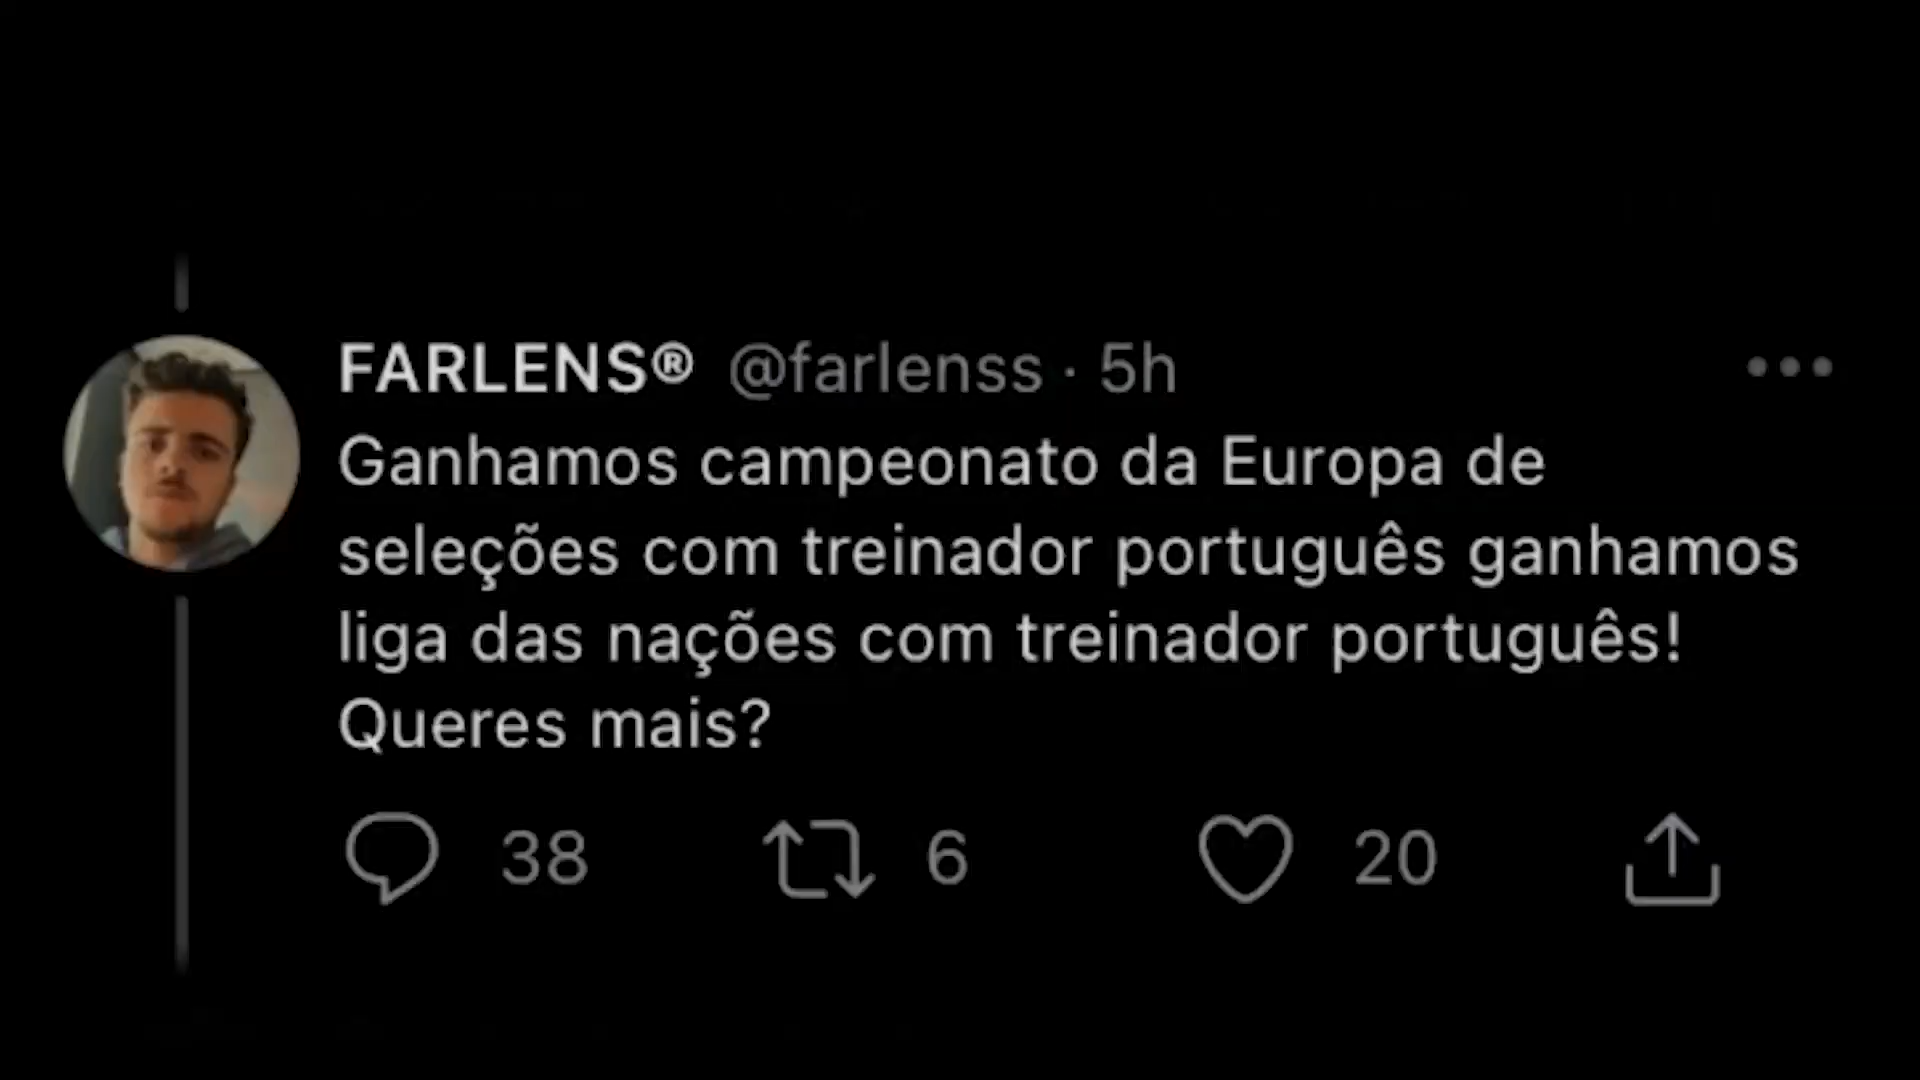 FARLENS® @farlenss · 5h
Ganhamos campeonato da Europa de
seleções com treinador português ganhamos
liga das nações com treinador português!
Queres mais?
38 6 20